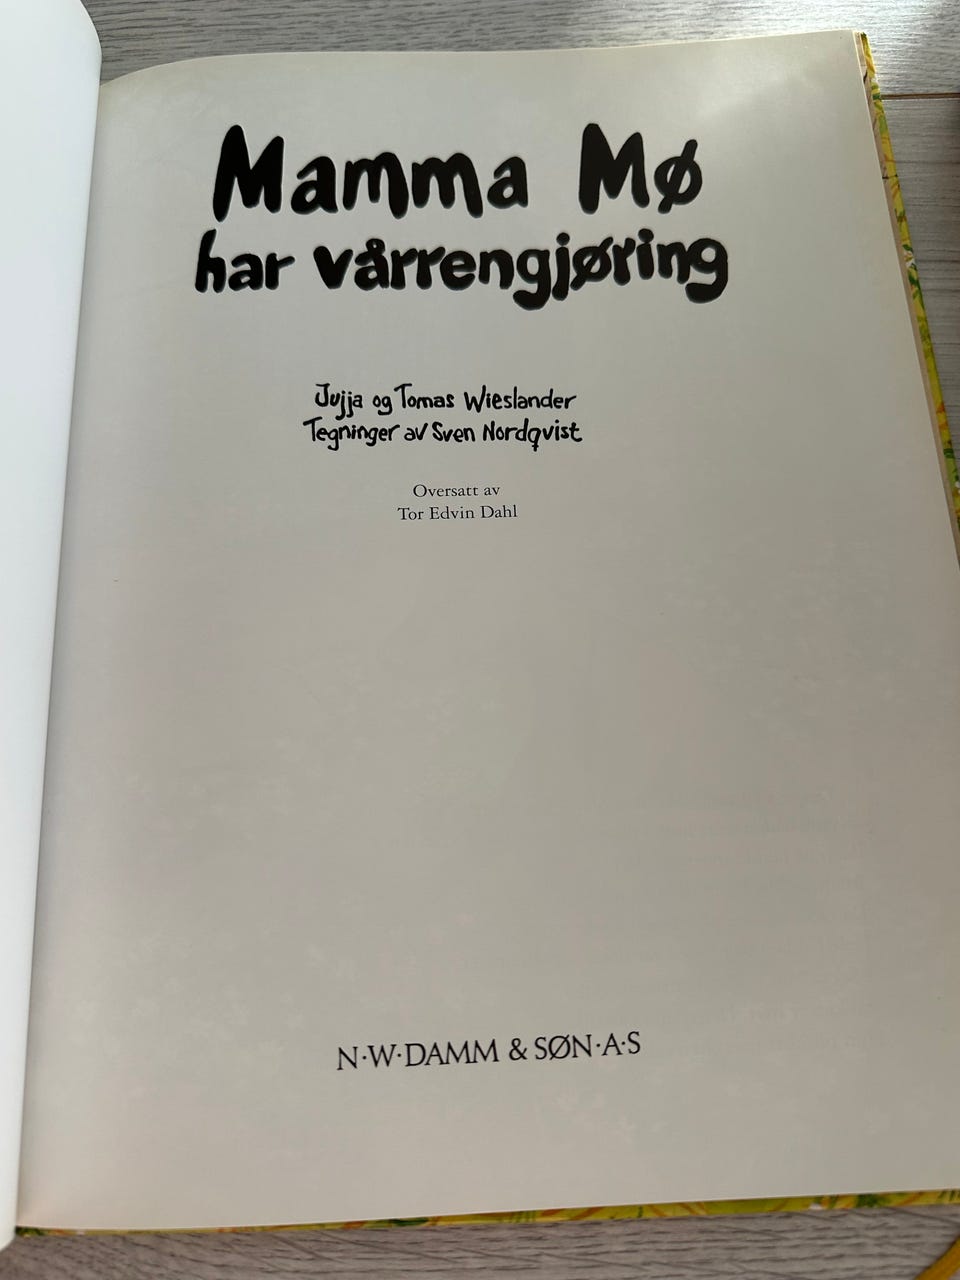 Mamma Mø
har vårrengjøring
Jujja og Tomas Wieslander
Tegninger av Sven Nordqvist
Oversatt av
Tor Edvin Dahl
N·W·DAMM & SØN·A·S